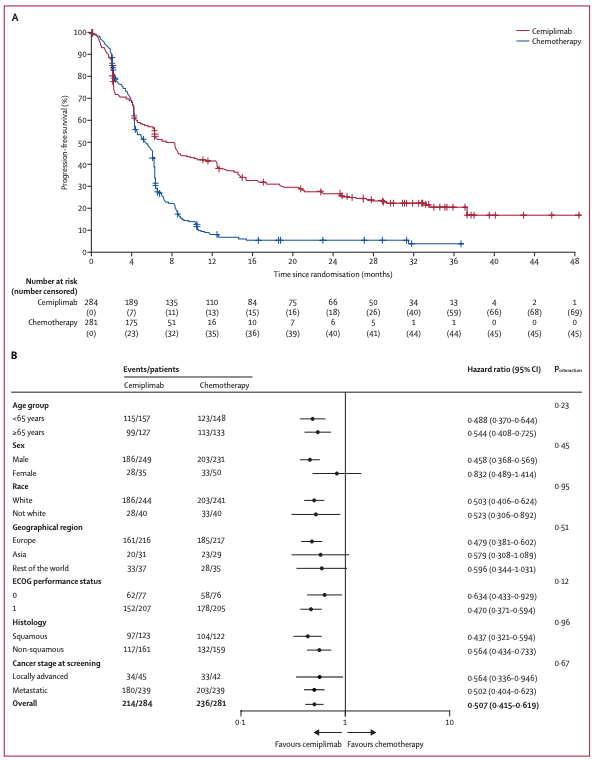 A
Cemiplimab
Chemotherapy
Progression-free survival (%)
100
90
80
70
60
50
40
30
20
10
0
0 4 8 12 16 20 24 28 32 36 40 44 48
Time since randomisation (months)
Number at risk
(number censored)
Cemiplimab 284 189 135 110 84 75 66 50 34 13 4 2 1
(0) (7) (11) (13) (15) (16) (18) (26) (40) (59) (66) (68) (69)
Chemotherapy 281 175 51 16 10 7 6 5 1 1 0 0 0
(0) (23) (32) (35) (36) (39) (40) (41) (44) (44) (45) (45) (45)
B
Events/patients Hazard ratio (95% CI) Pinteraction
Cemiplimab Chemotherapy
Age group 0·23
<65 years 115/157 123/148 0·488 (0·370–0·644)
≥65 years 99/127 113/133 0·544 (0·408–0·725)
Sex 0·45
Male 186/249 203/231 0·458 (0·368–0·569)
Female 28/35 33/50 0·832 (0·489–1·414)
Race 0·95
White 186/244 203/241 0·503 (0·406–0·624)
Not white 28/40 33/40 0·523 (0·306–0·892)
Geographical region 0·51
Europe 161/216 185/217 0·479 (0·381–0·602)
Asia 20/31 23/29 0·579 (0·308–1·089)
Rest of the world 33/37 28/35 0·596 (0·344–1·031)
ECOG performance status 0·12
0 62/77 58/76 0·634 (0·433–0·929)
1 152/207 178/205 0·470 (0·371–0·594)
Histology 0·96
Squamous 97/123 104/122 0·437 (0·321–0·594)
Non-squamous 117/161 132/159 0·564 (0·434–0·733)
Cancer stage at screening 0·67
Locally advanced 34/45 33/42 0·564 (0·336–0·946)
Metastatic 180/239 203/239 0·502 (0·404–0·623)
Overall 214/284 236/281 0·507 (0·415–0·619)
0·1 1 10
Favours cemiplimab Favours chemotherapy